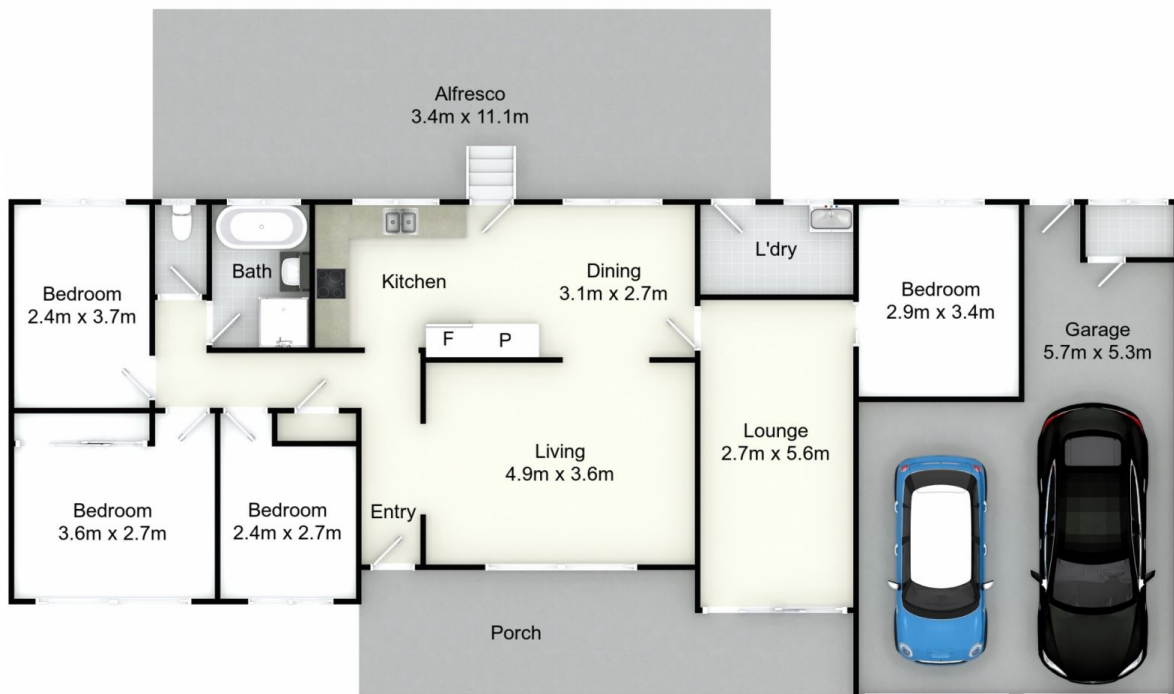 Alfresco
3.4m x 11.1m
Bath
Kitchen
Dining
3.1m x 2.7m
L'dry
Bedroom
2.4m x 3.7m
Bedroom
2.9m x 3.4m
Garage
5.7m x 5.3m
F
P
Living
4.9m x 3.6m
Lounge
2.7m x 5.6m
Bedroom
3.6m x 2.7m
Bedroom
2.4m x 2.7m
Entry
Porch